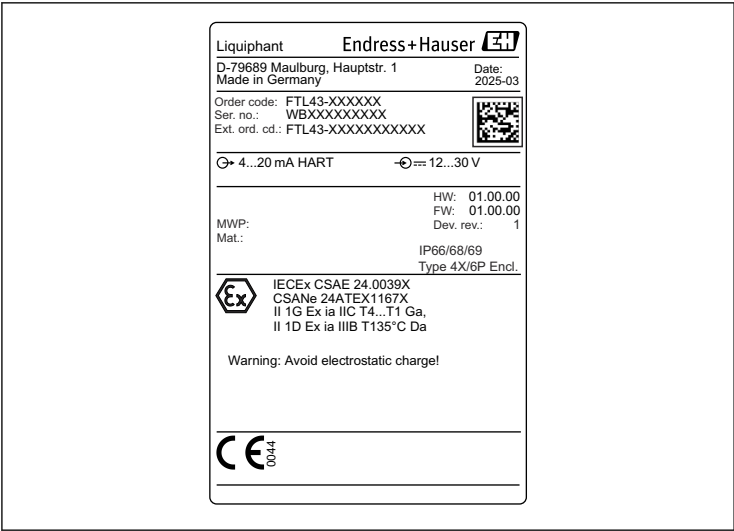 Liquiphant Endress+Hauser EH
D-79689 Maulburg, Hauptstr. 1 Date:
Made in Germany 2025-03
Order code: FTL43-XXXXXX
Ser. no.: WBXXXXXXXXX
Ext. ord. cd.: FTL43-XXXXXXXXXXX
4...20 mA HART 12...30 V
HW: 01.00.00
FW: 01.00.00
MWP: Dev. rev.: 1
Mat.:
IP66/68/69
Type 4X/6P Encl.
Ex IECEx CSAE 24.0039X
CSANe 24ATEX1167X
II 1G Ex ia IIC T4...T1 Ga,
II 1D Ex ia IIIB T135°C Da
Warning: Avoid electrostatic charge!
CE 0044